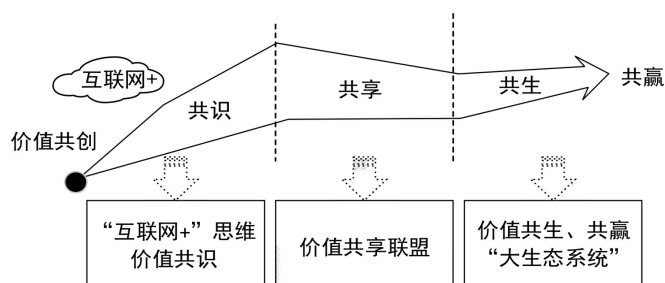 互联网+
价值共创
共识
共享
共生
共赢
“互联网+”思维
价值共识
价值共享联盟
价值共生、共赢
“大生态系统”